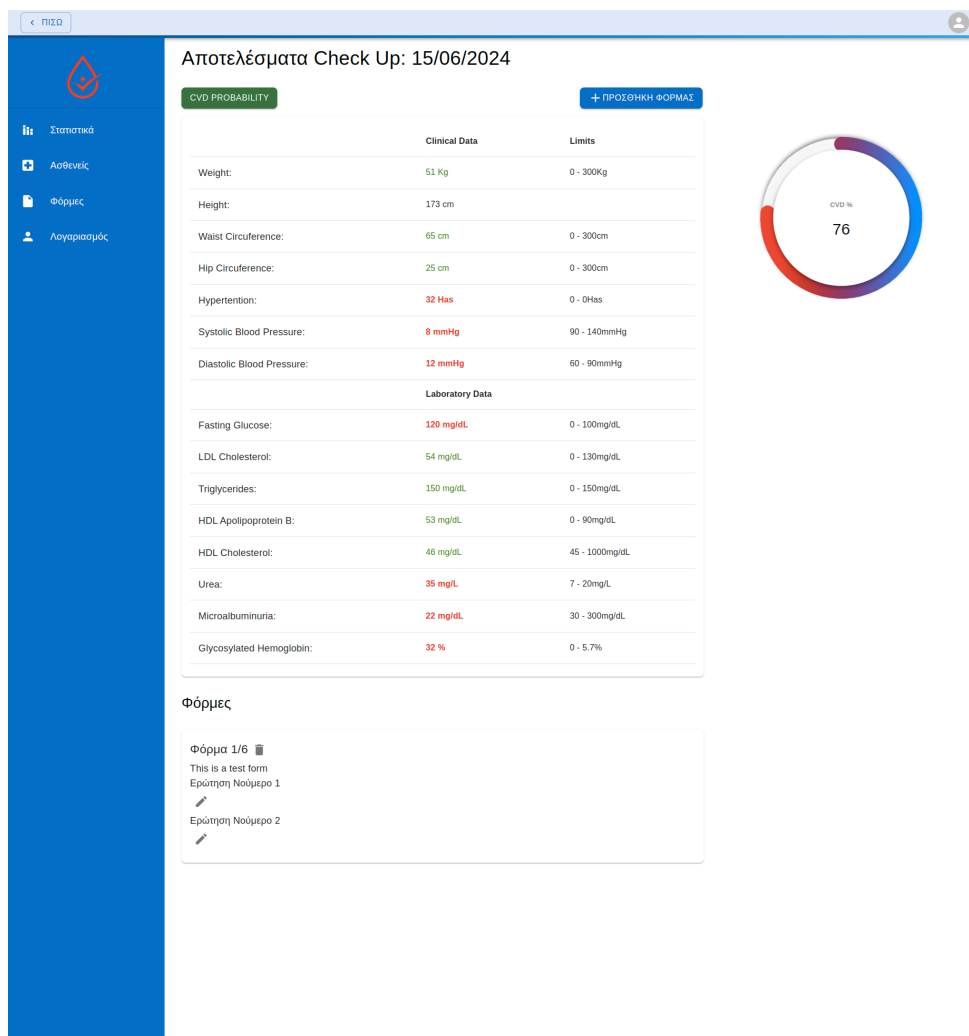 ΠΙΣΩ
Αποτελέσματα Check Up: 15/06/2024
CVD PROBABILITY
ΠΡΟΣΘΉΚΗ ΦΟΡΜΑΣ
Στατιστικά
Ασθενείς
Φόρμες
Λογαριασμός
Clinical Data Limits
Weight: 51 Kg 0 - 300Kg
Height: 173 cm
Waist Circuference: 65 cm 0 - 300cm
Hip Circuference: 25 cm 0 - 300cm
Hypertention: 32 Has 0 - 0Has
Systolic Blood Pressure: 8 mmHg 90 - 140mmHg
Diastolic Blood Pressure: 12 mmHg 60 - 90mmHg
Laboratory Data
Fasting Glucose: 120 mg/dL 0 - 100mg/dL
LDL Cholesterol: 54 mg/dL 0 - 130mg/dL
Triglycerides: 150 mg/dL 0 - 150mg/dL
HDL Apolipoprotein B: 53 mg/dL 0 - 90mg/dL
HDL Cholesterol: 46 mg/dL 45 - 1000mg/dL
Urea: 35 mg/L 7 - 20mg/L
Microalbuminuria: 22 mg/dL 30 - 300mg/dL
Glycosylated Hemoglobin: 32 % 0 - 5.7%
CVD %
76
Φόρμες
Φόρμα 1/6
This is a test form
Ερώτηση Νούμερο 1
Ερώτηση Νούμερο 2